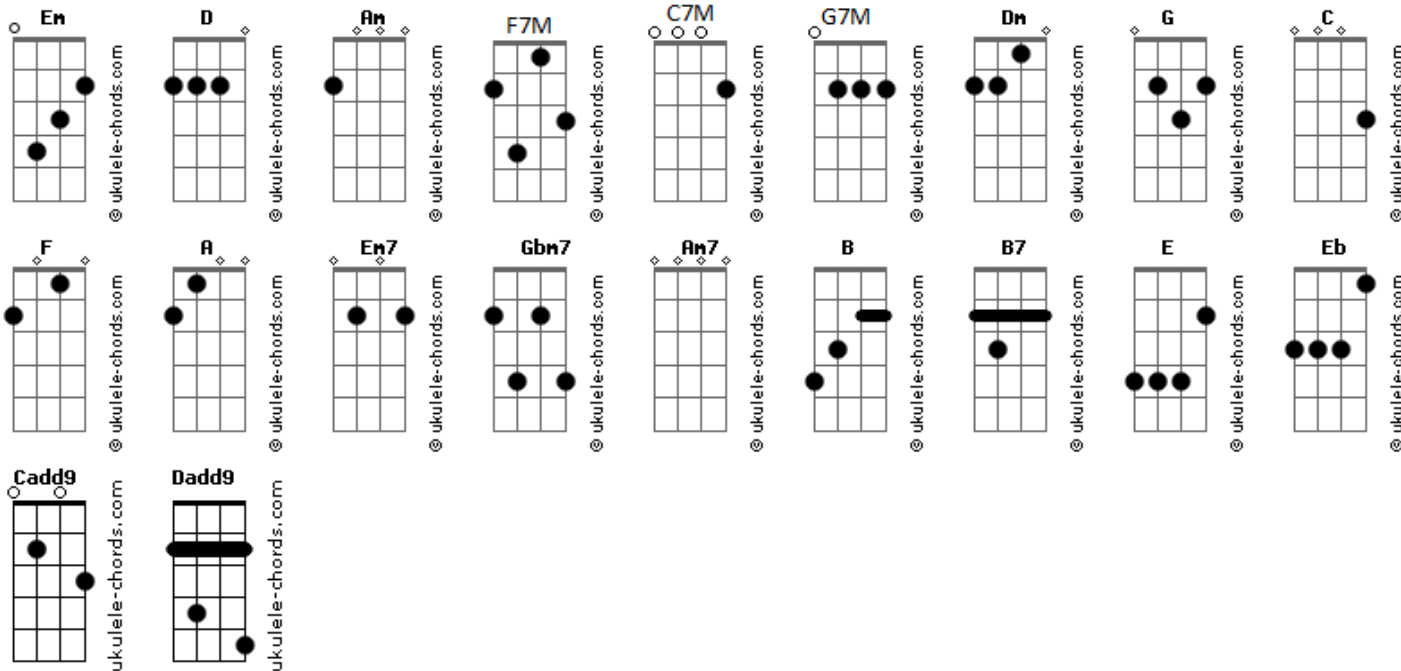 Em D Am F7M C7M G7M Dm G C
© ukulele-chords.com © ukulele-chords.com © ukulele-chords.com © ukulele-chords.com © ukulele-chords.com © ukulele-chords.com © ukulele-chords.com © ukulele-chords.com © ukulele-chords.com
F A Em7 Gbm7 Am7 B B7 E Eb
© ukulele-chords.com © ukulele-chords.com © ukulele-chords.com © ukulele-chords.com © ukulele-chords.com © ukulele-chords.com © ukulele-chords.com © ukulele-chords.com © ukulele-chords.com
Cadd9 Dadd9
ukulele-chords.com ukulele-chords.com